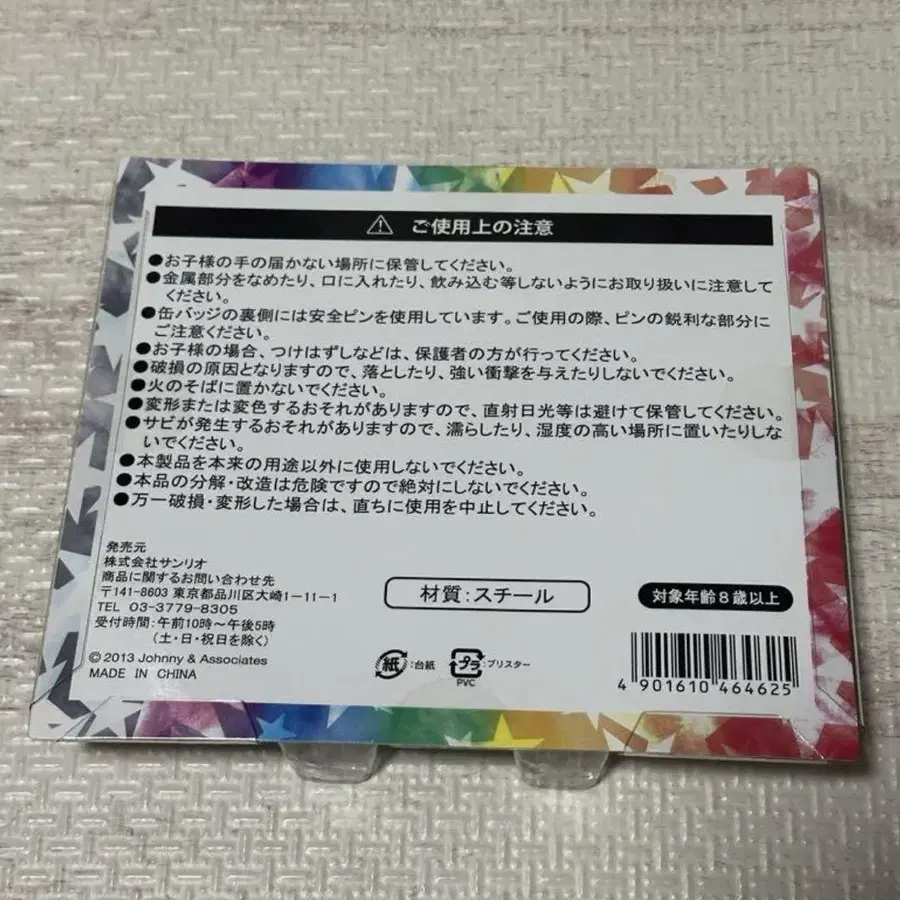 ⚠ ご使用上の注意
●お子様の手の届かない場所に保管してください。
●金属部分をなめたり、口に入れたり、飲み込む等しないようにお取り扱いに注意して
ください。
●缶バッジの裏側には安全ピンを使用しています。ご使用の際、ピンの鋭利な部分に
ご注意ください。
●お子様の場合、つけはずしなどは、保護者の方が行ってください。
●破損の原因となりますので、落としたり、強い衝撃を与えたりしないでください。
●火のそばに置かないでください。
●変形または変色するおそれがありますので、直射日光等は避けて保管してください。
●サビが発生するおそれがありますので、濡らしたり、湿度の高い場所に置いたりしな
いでください。
●本製品を本来の用途以外に使用しないでください。
●本品の分解・改造は危険ですので絶対にしないでください。
●万一破損・変形した場合は、直ちに使用を中止してください。
発売元
株式会社サンリオ
商品に関するお問い合わせ先
〒141-8603 東京都品川区大崎1-11-1
TEL 03-3779-8305
受付時間:午前10時〜午後5時
(土・日・祝日を除く)
© 2013 Johnny & Associates
MADE IN CHINA
材質:スチール
対象年齢8歳以上
紙:台紙
プラ:ブリスター
PVC
4 901610 464625